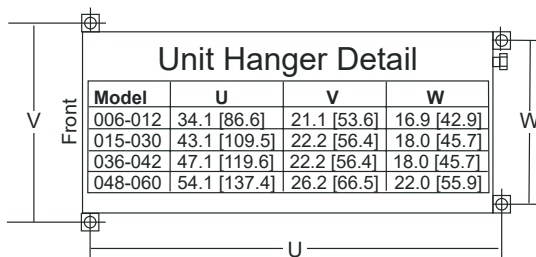 Unit Hanger Detail
Model U V W
006-012 34.1 [86.6] 21.1 [53.6] 16.9 [42.9]
015-030 43.1 [109.5] 22.2 [56.4] 18.0 [45.7]
036-042 47.1 [119.6] 22.2 [56.4] 18.0 [45.7]
048-060 54.1 [137.4] 26.2 [66.5] 22.0 [55.9]
V
Front
W
U